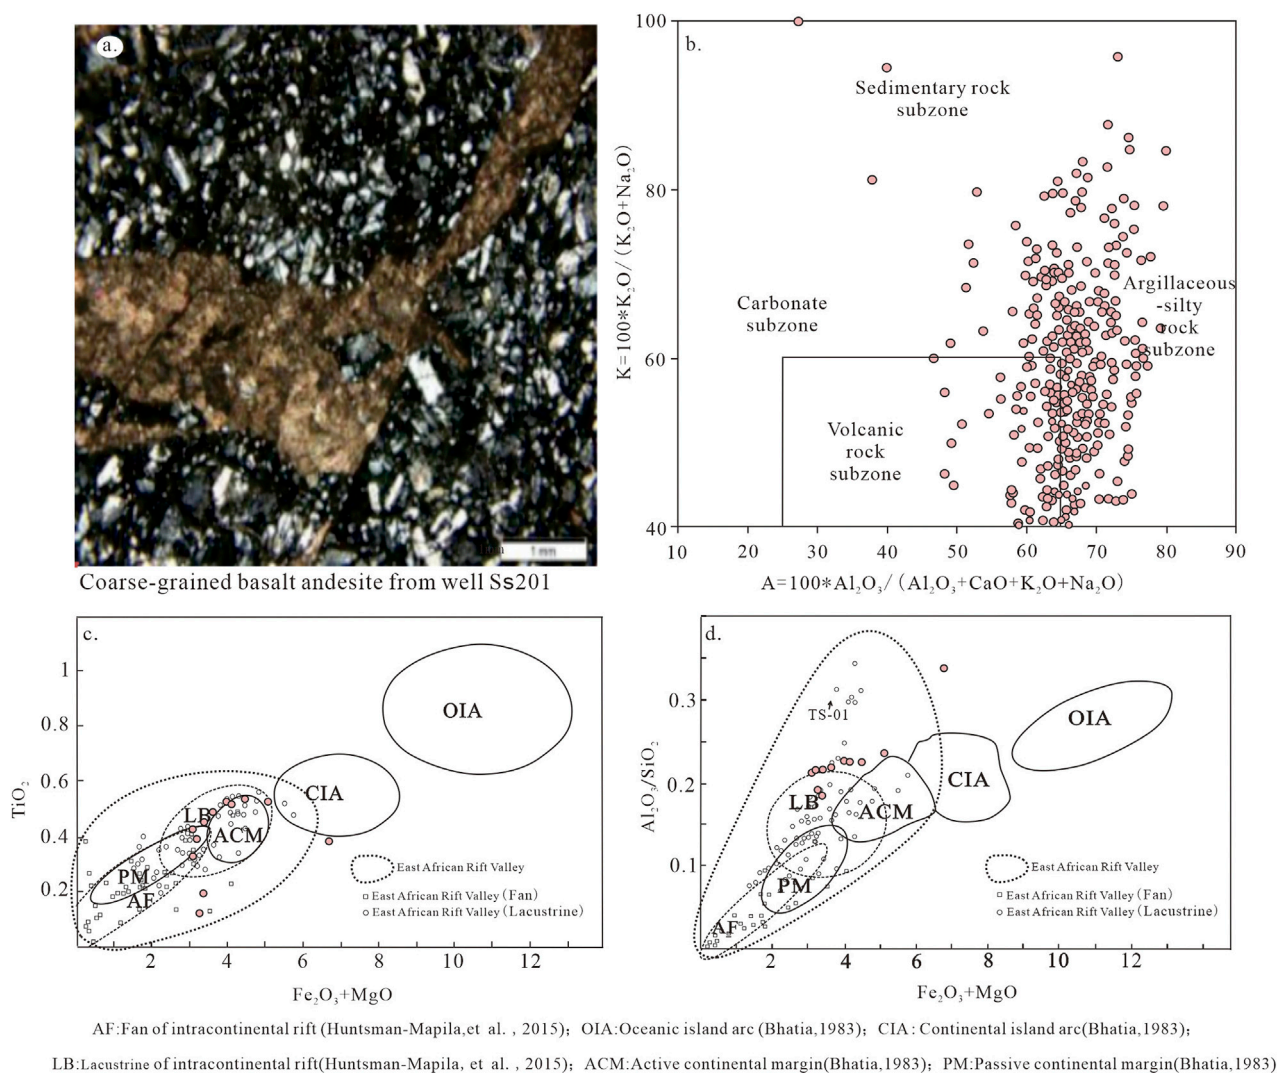 a.
1 mm
Coarse-grained basalt andesite from well Ss201
b.
100
80
60
40
K=100*K₂O/(K₂O+Na₂O)
Sedimentary rock
subzone
Carbonate
subzone
Argillaceous
-silty
rock
subzone
Volcanic
rock
subzone
10 20 30 40 50 60 70 80 90
A=100*Al₂O₃/(Al₂O₃+CaO+K₂O+Na₂O)
c.
1
0.8
0.6
0.4
0.2
TiO₂
OIA
CIA
LB
ACM
PM
AF
East African Rift Valley
East African Rift Valley (Fan)
East African Rift Valley (Lacustrine)
2 4 6 8 10 12
Fe₂O₃+MgO
d.
0.3
0.2
0.1
Al₂O₃/SiO₂
TS-01
OIA
CIA
LB
ACM
PM
AF
East African Rift Valley
East African Rift Valley (Fan)
East African Rift Valley (Lacustrine)
2 4 6 8 10 12
Fe₂O₃+MgO
AF:Fan of intracontinental rift (Huntsman-Mapila,et al. , 2015); OIA:Oceanic island arc (Bhatia,1983); CIA: Continental island arc(Bhatia,1983);
LB:Lacustrine of intracontinental rift(Huntsman-Mapila, et al. , 2015); ACM:Active continental margin(Bhatia,1983); PM:Passive continental margin(Bhatia,1983)